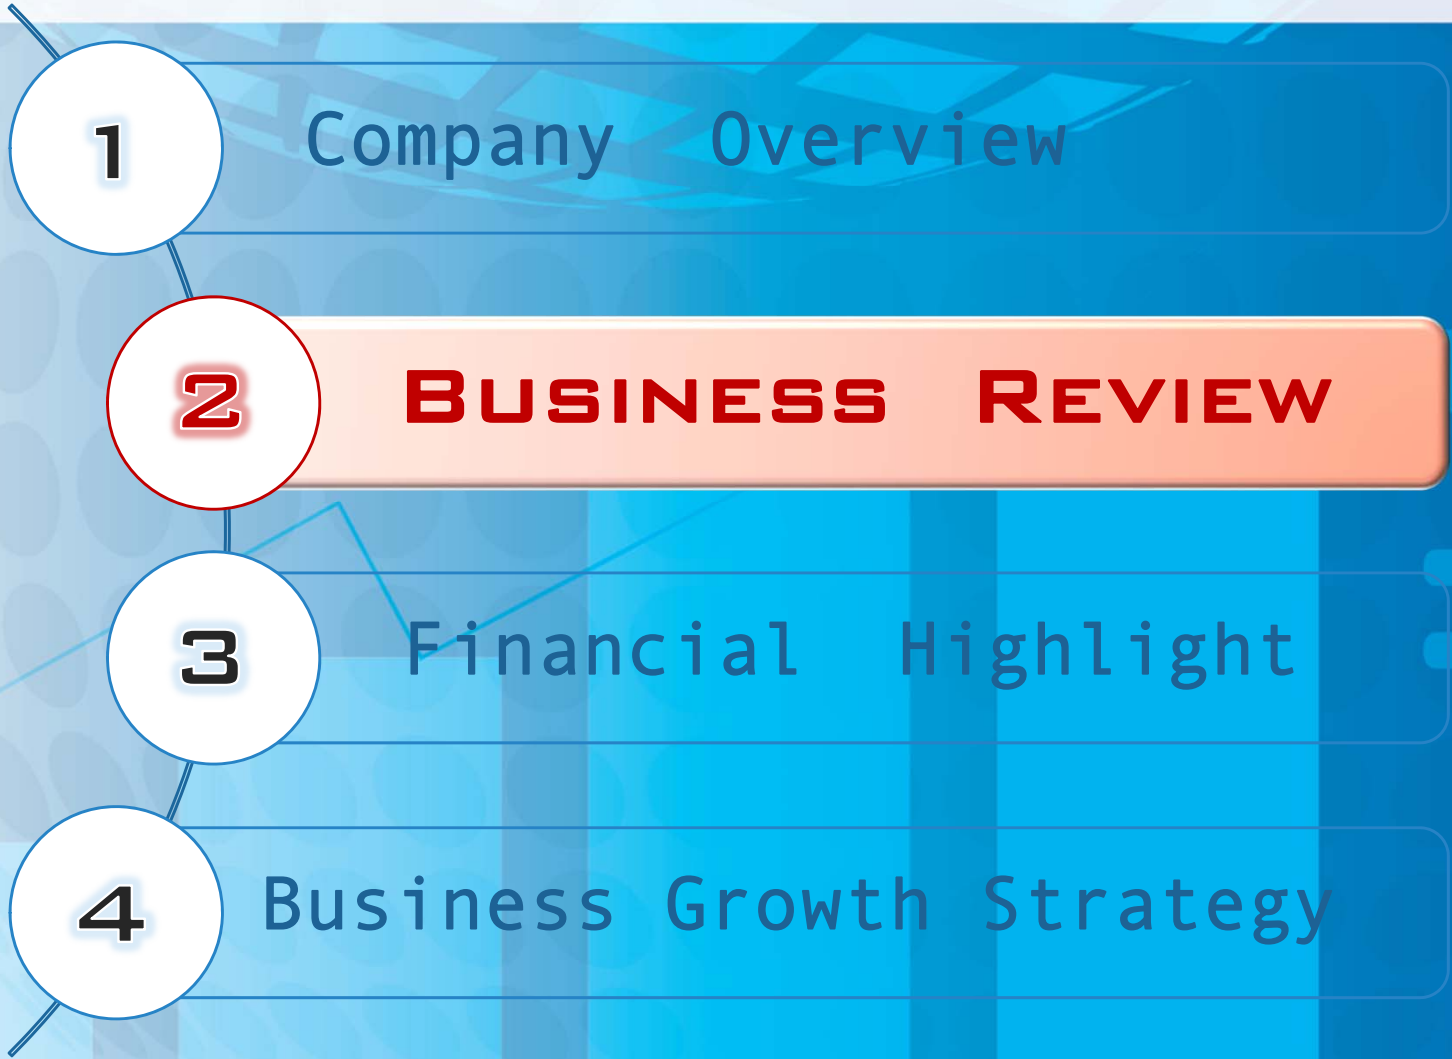 1 Company Overview
2 Business Review
3 Financial Highlight
4 Business Growth Strategy